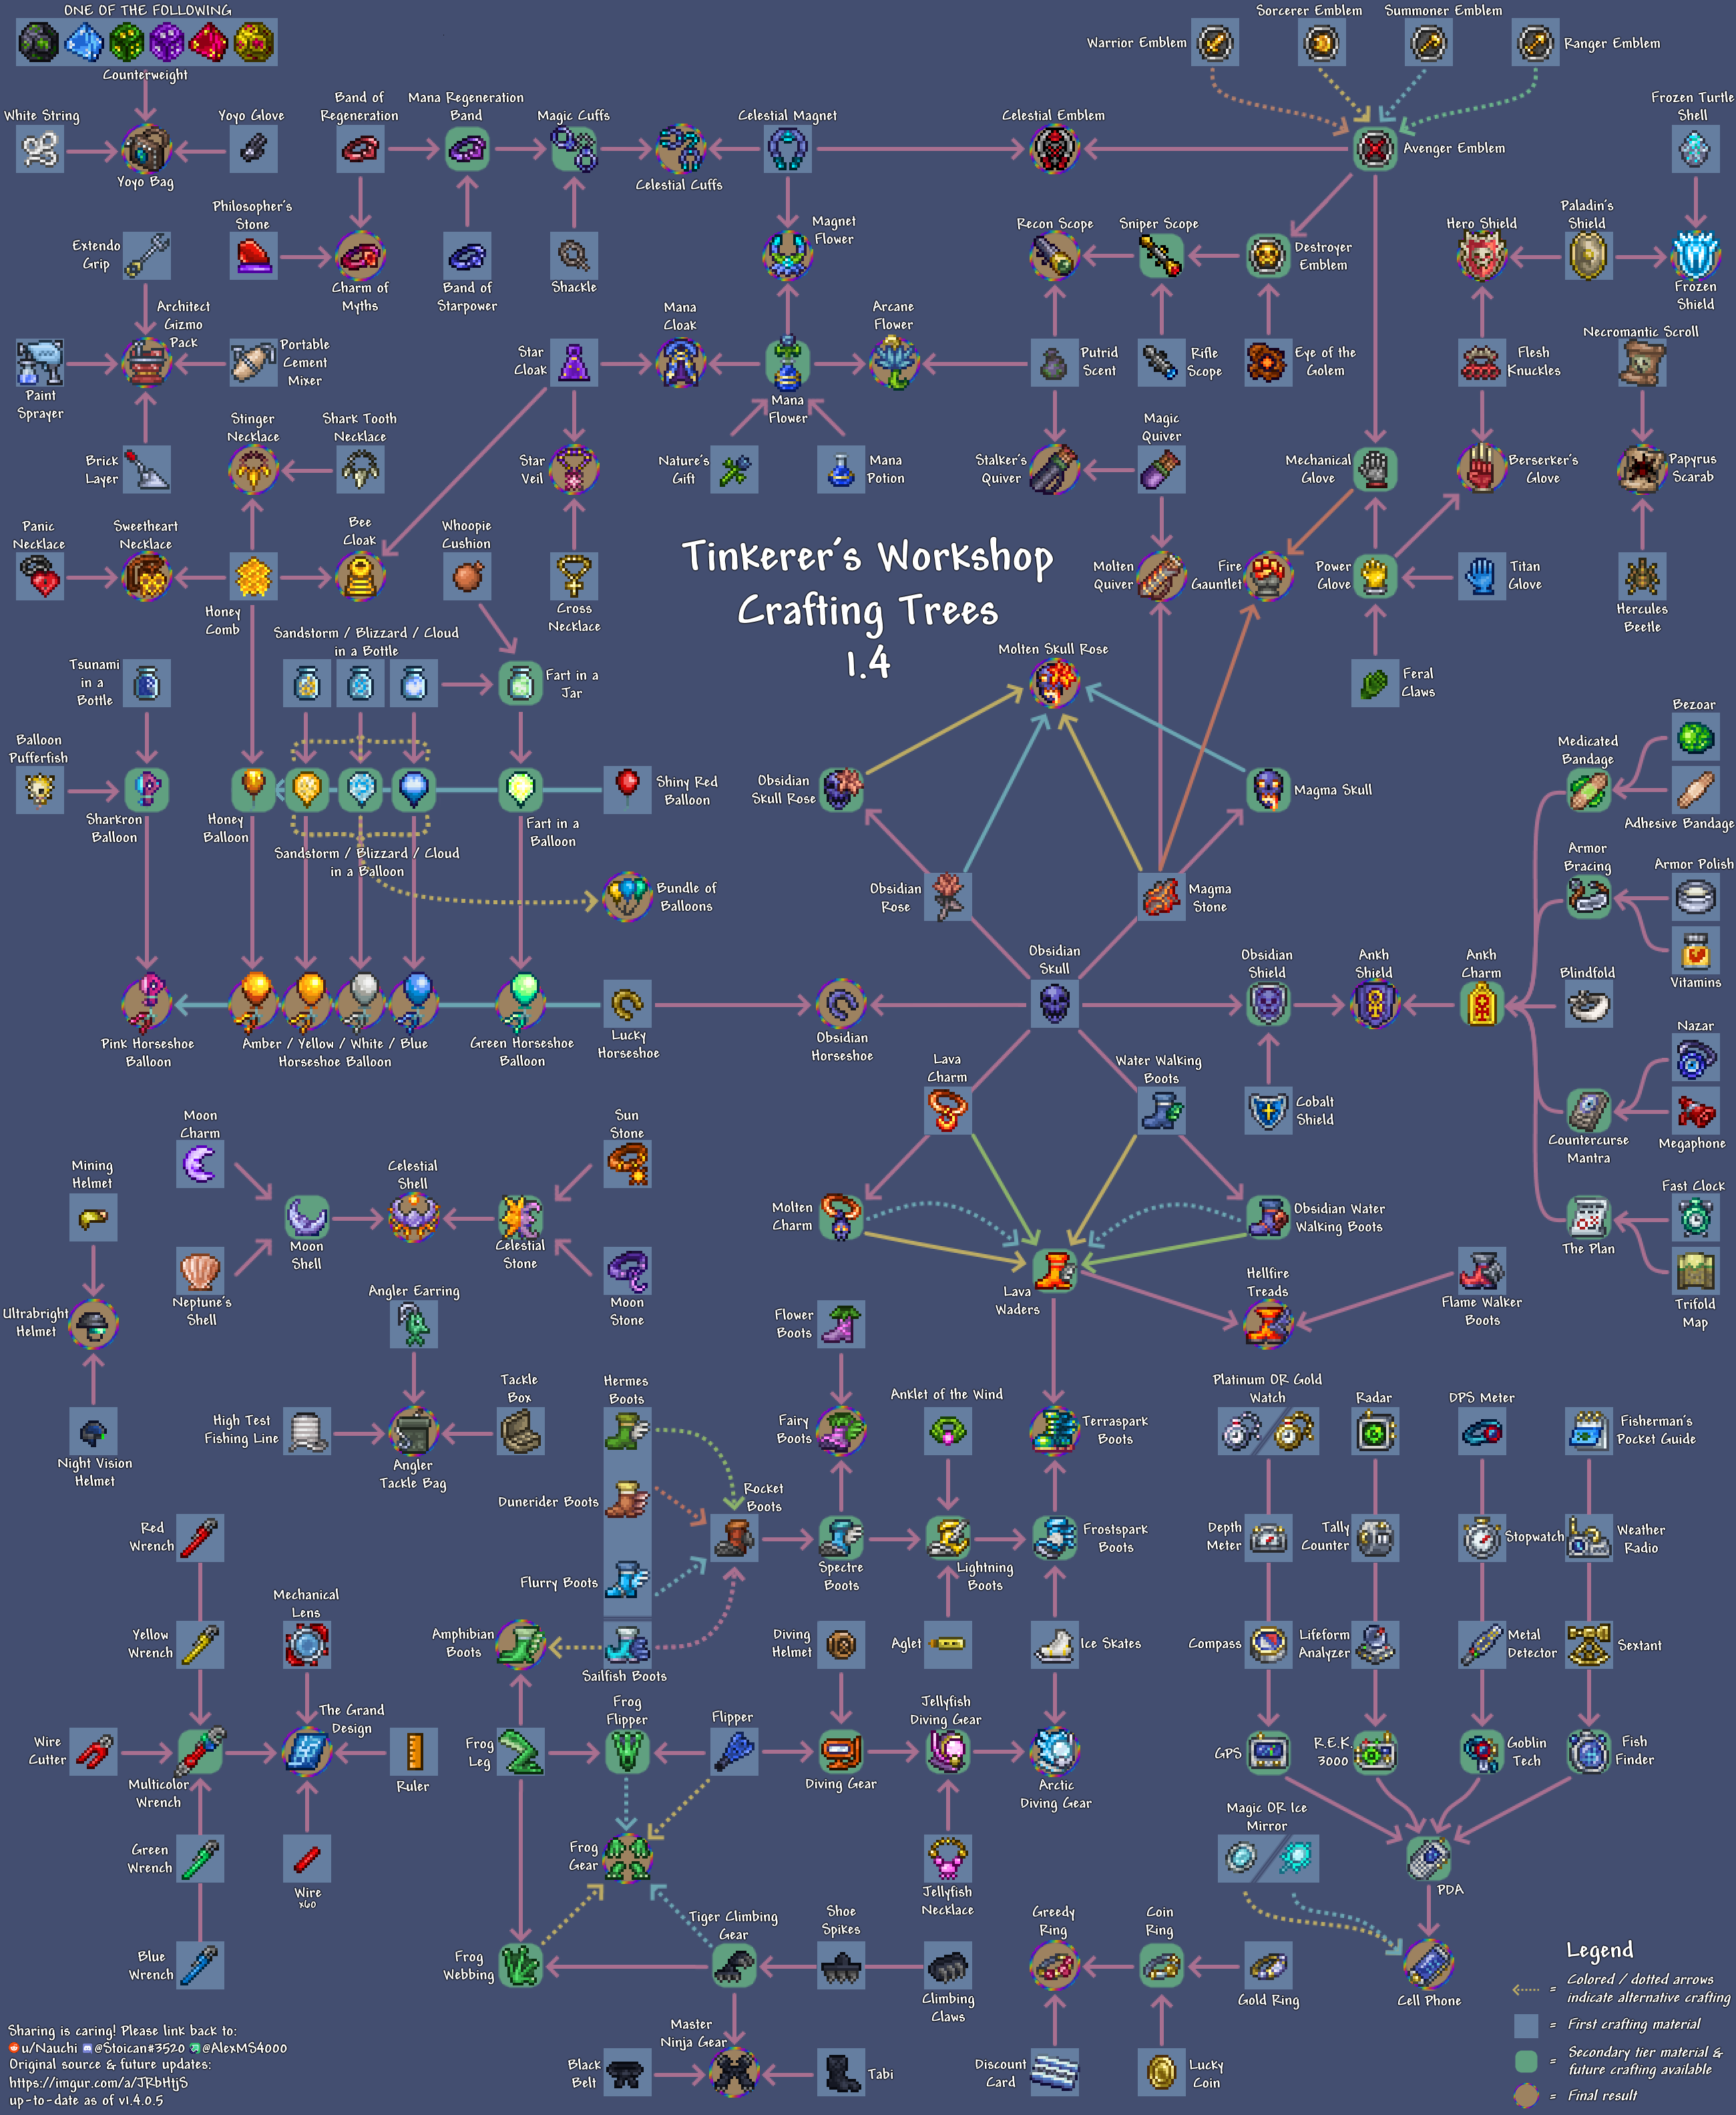 ONE OF THE FOLLOWING
Counterweight
White String
Yoyo Glove
Yoyo Bag
Band of
Regeneration
Mana Regeneration
Band
Magic Cuffs
Celestial Cuffs
Celestial Magnet
Celestial Emblem
Warrior Emblem
Sorcerer Emblem
Summoner Emblem
Ranger Emblem
Avenger Emblem
Frozen Turtle
Shell
Extendo
Grip
Philosopher's
Stone
Charm of
Myths
Band of
Starpower
Shackle
Magnet
Flower
Recon Scope
Sniper Scope
Destroyer
Emblem
Hero Shield
Paladin's
Shield
Frozen
Shield
Architect
Gizmo
Pack
Paint
Sprayer
Portable
Cement
Mixer
Star
Cloak
Mana
Cloak
Mana
Flower
Arcane
Flower
Putrid
Scent
Rifle
Scope
Eye of the
Golem
Flesh
Knuckles
Necromantic Scroll
Brick
Layer
Stinger
Necklace
Shark Tooth
Necklace
Star
Veil
Nature's
Gift
Mana
Potion
Stalker's
Quiver
Magic
Quiver
Mechanical
Glove
Berserker's
Glove
Papyrus
Scarab
Panic
Necklace
Sweetheart
Necklace
Honey
Comb
Bee
Cloak
Whoopie
Cushion
Cross
Necklace
Tinkerer's Workshop
Crafting Trees
1.4
Molten
Quiver
Fire
Gauntlet
Power
Glove
Titan
Glove
Hercules
Beetle
Tsunami
in a
Bottle
Sandstorm / Blizzard / Cloud
in a Bottle
Fart in a
Jar
Molten Skull Rose
Feral
Claws
Balloon
Pufferfish
Sharkron
Balloon
Honey
Balloon
Sandstorm / Blizzard / Cloud
in a Balloon
Fart in a
Balloon
Shiny Red
Balloon
Obsidian
Skull Rose
Magma Skull
Medicated
Bandage
Bezoar
Adhesive Bandage
Bundle of
Balloons
Obsidian
Rose
Magma
Stone
Armor
Bracing
Armor Polish
Vitamins
Pink Horseshoe
Balloon
Amber / Yellow / White / Blue
Horseshoe Balloon
Green Horseshoe
Balloon
Lucky
Horseshoe
Obsidian
Horseshoe
Obsidian
Skull
Obsidian
Shield
Ankh
Shield
Ankh
Charm
Blindfold
Nazar
Megaphone
Countercurse
Mantra
Lava
Charm
Water Walking
Boots
Cobalt
Shield
Moon
Charm
Mining
Helmet
Neptune's
Shell
Moon
Shell
Celestial
Shell
Celestial
Stone
Sun
Stone
Moon
Stone
Molten
Charm
Obsidian Water
Walking Boots
The Plan
Fast Clock
Trifold
Map
Ultrabright
Helmet
Night Vision
Helmet
Angler Earring
Lava
Waders
Hellfire
Treads
Flame Walker
Boots
Flower
Boots
High Test
Fishing Line
Angler
Tackle Bag
Tackle
Box
Hermes
Boots
Dunerider Boots
Flurry Boots
Sailfish Boots
Rocket
Boots
Fairy
Boots
Anklet of the Wind
Terraspark
Boots
Platinum OR Gold
Watch
Radar
DPS Meter
Fisherman's
Pocket Guide
Red
Wrench
Spectre
Boots
Lightning
Boots
Frostspark
Boots
Depth
Meter
Tally
Counter
Stopwatch
Weather
Radio
Yellow
Wrench
Mechanical
Lens
Amphibian
Boots
Diving
Helmet
Aglet
Ice Skates
Compass
Lifeform
Analyzer
Metal
Detector
Sextant
Wire
Cutter
Multicolor
Wrench
The Grand
Design
Ruler
Frog
Leg
Frog
Flipper
Flipper
Diving Gear
Jellyfish
Diving Gear
Arctic
Diving Gear
GPS
R.E.K.
3000
Goblin
Tech
Fish
Finder
Green
Wrench
Wire
x60
Frog
Gear
Jellyfish
Necklace
Magic OR Ice
Mirror
PDA
Blue
Wrench
Frog
Webbing
Tiger Climbing
Gear
Shoe
Spikes
Climbing
Claws
Greedy
Ring
Coin
Ring
Gold Ring
Cell Phone
Black
Belt
Master
Ninja Gear
Tabi
Discount
Card
Lucky
Coin
Legend
= Colored / dotted arrows
indicate alternative crafting
= First crafting material
= Secondary tier material &
future crafting available
= Final result
Sharing is caring! Please link back to:
u/Nauchi @Stoican#3520 @AlexMS4000
Original source & future updates:
https://imgur.com/a/JRbHtjS
up-to-date as of v1.4.0.5